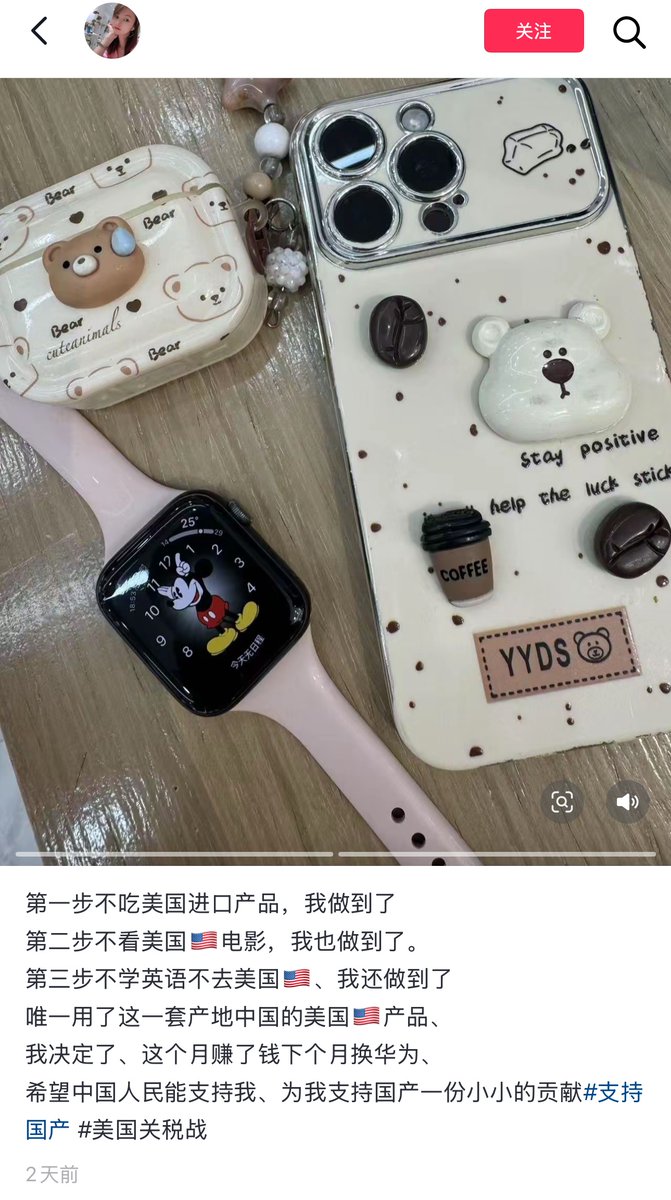 关注
Bear
Bear
Bear
cuteanimals
Bear
stay positive
help the luck stick
COFFEE
YYDS
25°
14
29
18:53
12
1
2
4
8
9
10
11
今天无日程
第一步不吃美国进口产品，我做到了
第二步不看美国🇺🇸电影，我也做到了。
第三步不学英语不去美国🇺🇸、我还做到了
唯一用了这一套产地中国的美国🇺🇸产品、
我决定了、这个月赚了钱下个月换华为、
希望中国人民能支持我、为我支持国产一份小小的贡献#支持
国产 #美国关税战
2天前